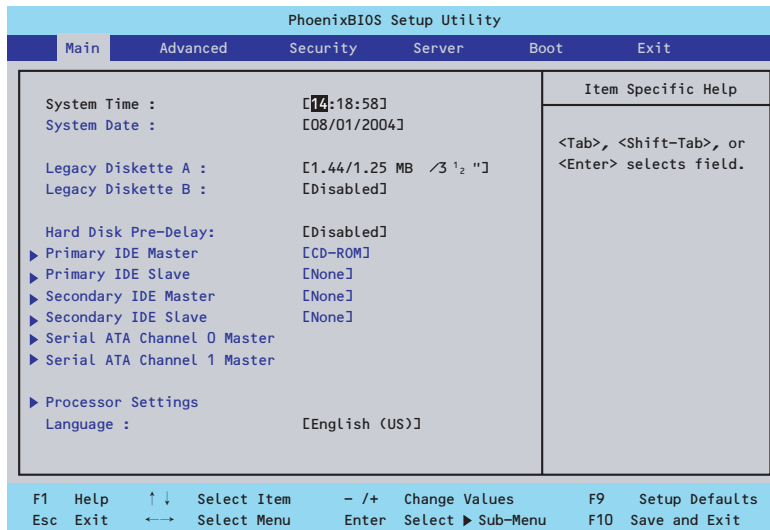 PhoenixBIOS Setup Utility
Main Advanced Security Server Boot Exit
Item Specific Help
System Time : [14:18:58]
System Date : [08/01/2004]
<Tab>, <Shift-Tab>, or
<Enter> selects field.
Legacy Diskette A : [1.44/1.25 MB /3 ¹₂ "]
Legacy Diskette B : [Disabled]
Hard Disk Pre-Delay: [Disabled]
▶ Primary IDE Master [CD-ROM]
▶ Primary IDE Slave [None]
▶ Secondary IDE Master [None]
▶ Secondary IDE Slave [None]
▶ Serial ATA Channel 0 Master
▶ Serial ATA Channel 1 Master
▶ Processor Settings
Language : [English (US)]
F1 Help ↑↓ Select Item - /+ Change Values F9 Setup Defaults
Esc Exit ←→ Select Menu Enter Select ▶ Sub-Menu F10 Save and Exit